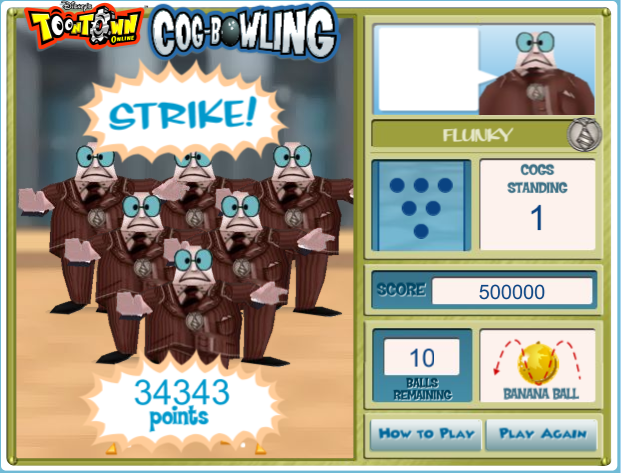 Disney's
TOONTOWN
ONLINE
COG-BOWLING
STRIKE!
34343
points
FLUNKY
COGS
STANDING
1
SCORE
500000
10
BALLS
REMAINING
BANANA BALL
HOW TO PLAY
PLAY AGAIN